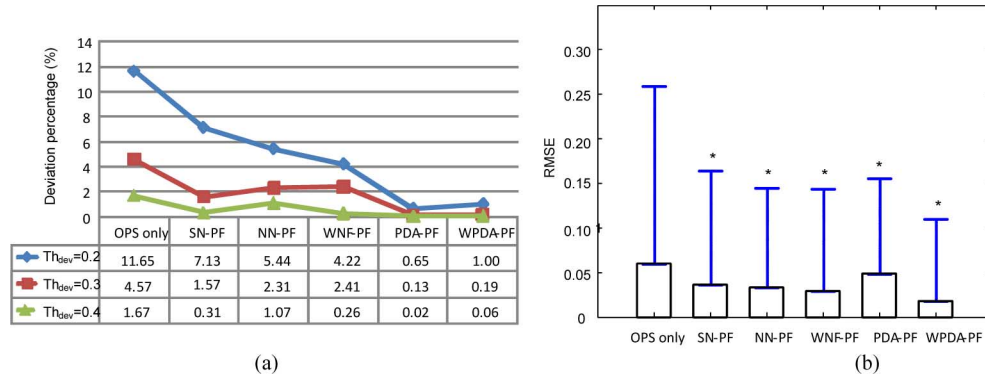 Deviation percentage (%)
14
12
10
8
6
4
2
0
OPS only SN-PF NN-PF WNF-PF PDA-PF WPDA-PF
Thdev=0.2 11.65 7.13 5.44 4.22 0.65 1.00
Thdev=0.3 4.57 1.57 2.31 2.41 0.13 0.19
Thdev=0.4 1.67 0.31 1.07 0.26 0.02 0.06
(a)
RMSE
0.30
0.25
0.20
0.15
0.10
0.05
0.00
* * * * *
OPS only SN-PF NN-PF WNF-PF PDA-PF WPDA-PF
(b)